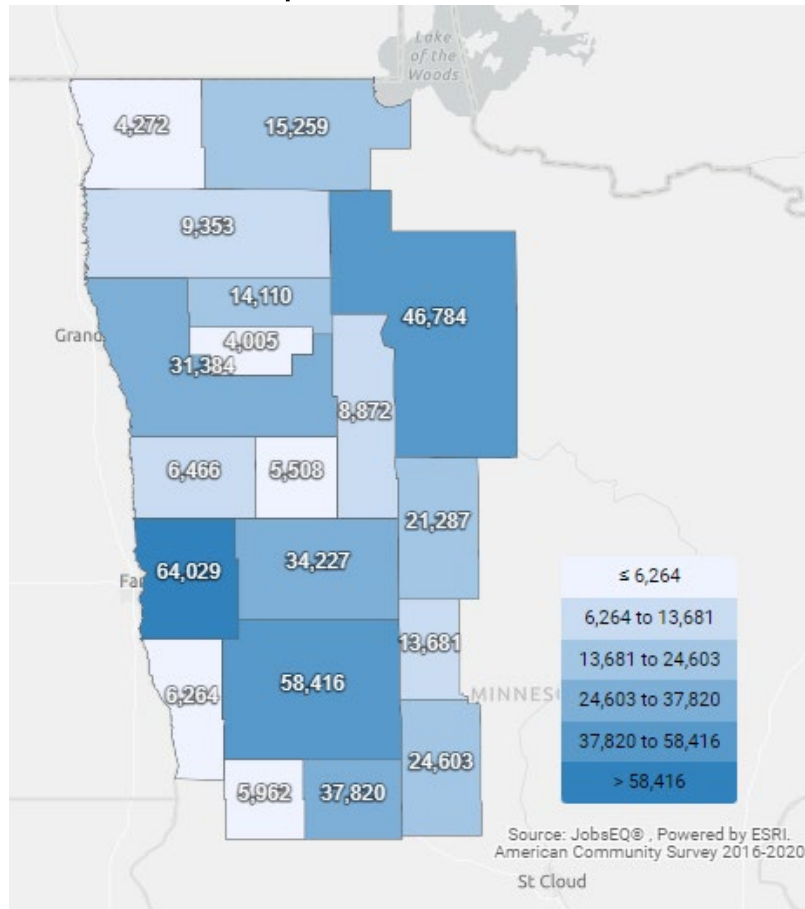 Lake
of the
Woods
4,272
15,259
9,353
14,110
46,784
Grand
4,005
31,384
8,872
6,466
5,508
21,287
34,227
64,029
Fa
13,681
58,416
6,264
MINNES
24,603
5,962
37,820
≤ 6,264
6,264 to 13,681
13,681 to 24,603
24,603 to 37,820
37,820 to 58,416
> 58,416
Source: JobsEQ® , Powered by ESRI.
American Community Survey 2016-2020
St Cloud